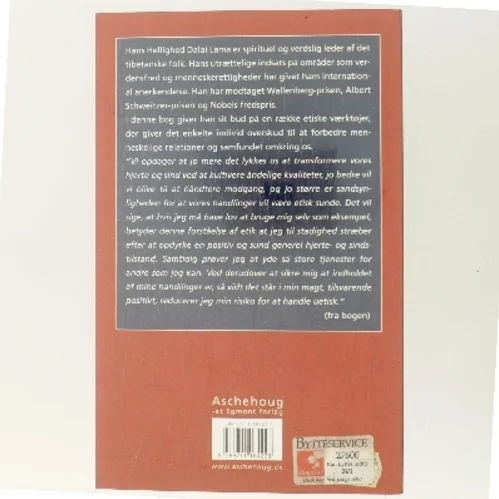 Hans Hellighed Dalai Lama er spirituel og verdslig leder af det
tibetanske folk. Hans utrættelige indsats på områder som ver-
densfred og menneskerettigheder har givet ham internation-
al anerkendelse. Han har modtaget Wallenberg-prisen, Albert
Schweitzer-prisen og Nobels fredspris.
I denne bog giver han sit bud på en række etiske værktøjer,
der giver det enkelte individ overskud til at forbedre men-
neskelige relationer og samfundet omkring os.
"Vi opdager at jo mere det lykkes os at transformere vores
hjerte og sind ved at kultivere åndelige kvaliteter, jo bedre vil
vi blive til at håndtere modgang, og jo større er sandsyn-
ligheden for at vores handlinger vil være etisk sunde. Det vil
sige, at hvis jeg må have lov at bruge mig selv som eksempel,
betyder denne forståelse af etik at jeg til stadighed stræber
efter at opdyrke en positiv og sund generel hjerte- og sinds-
tilstand. Samtidig prøver jeg at yde så store tjenester for
andre som jeg kan. Ved derudover at sikre mig at indholdet
af mine handlinger er, så vidt det står i min magt, tilsvarende
positivt, reducerer jeg min risiko for at handle uetisk."
(fra bogen)
Aschehoug
-et Egmont forlag
www.aschehoug.dk
BYTTESERVICE
27600